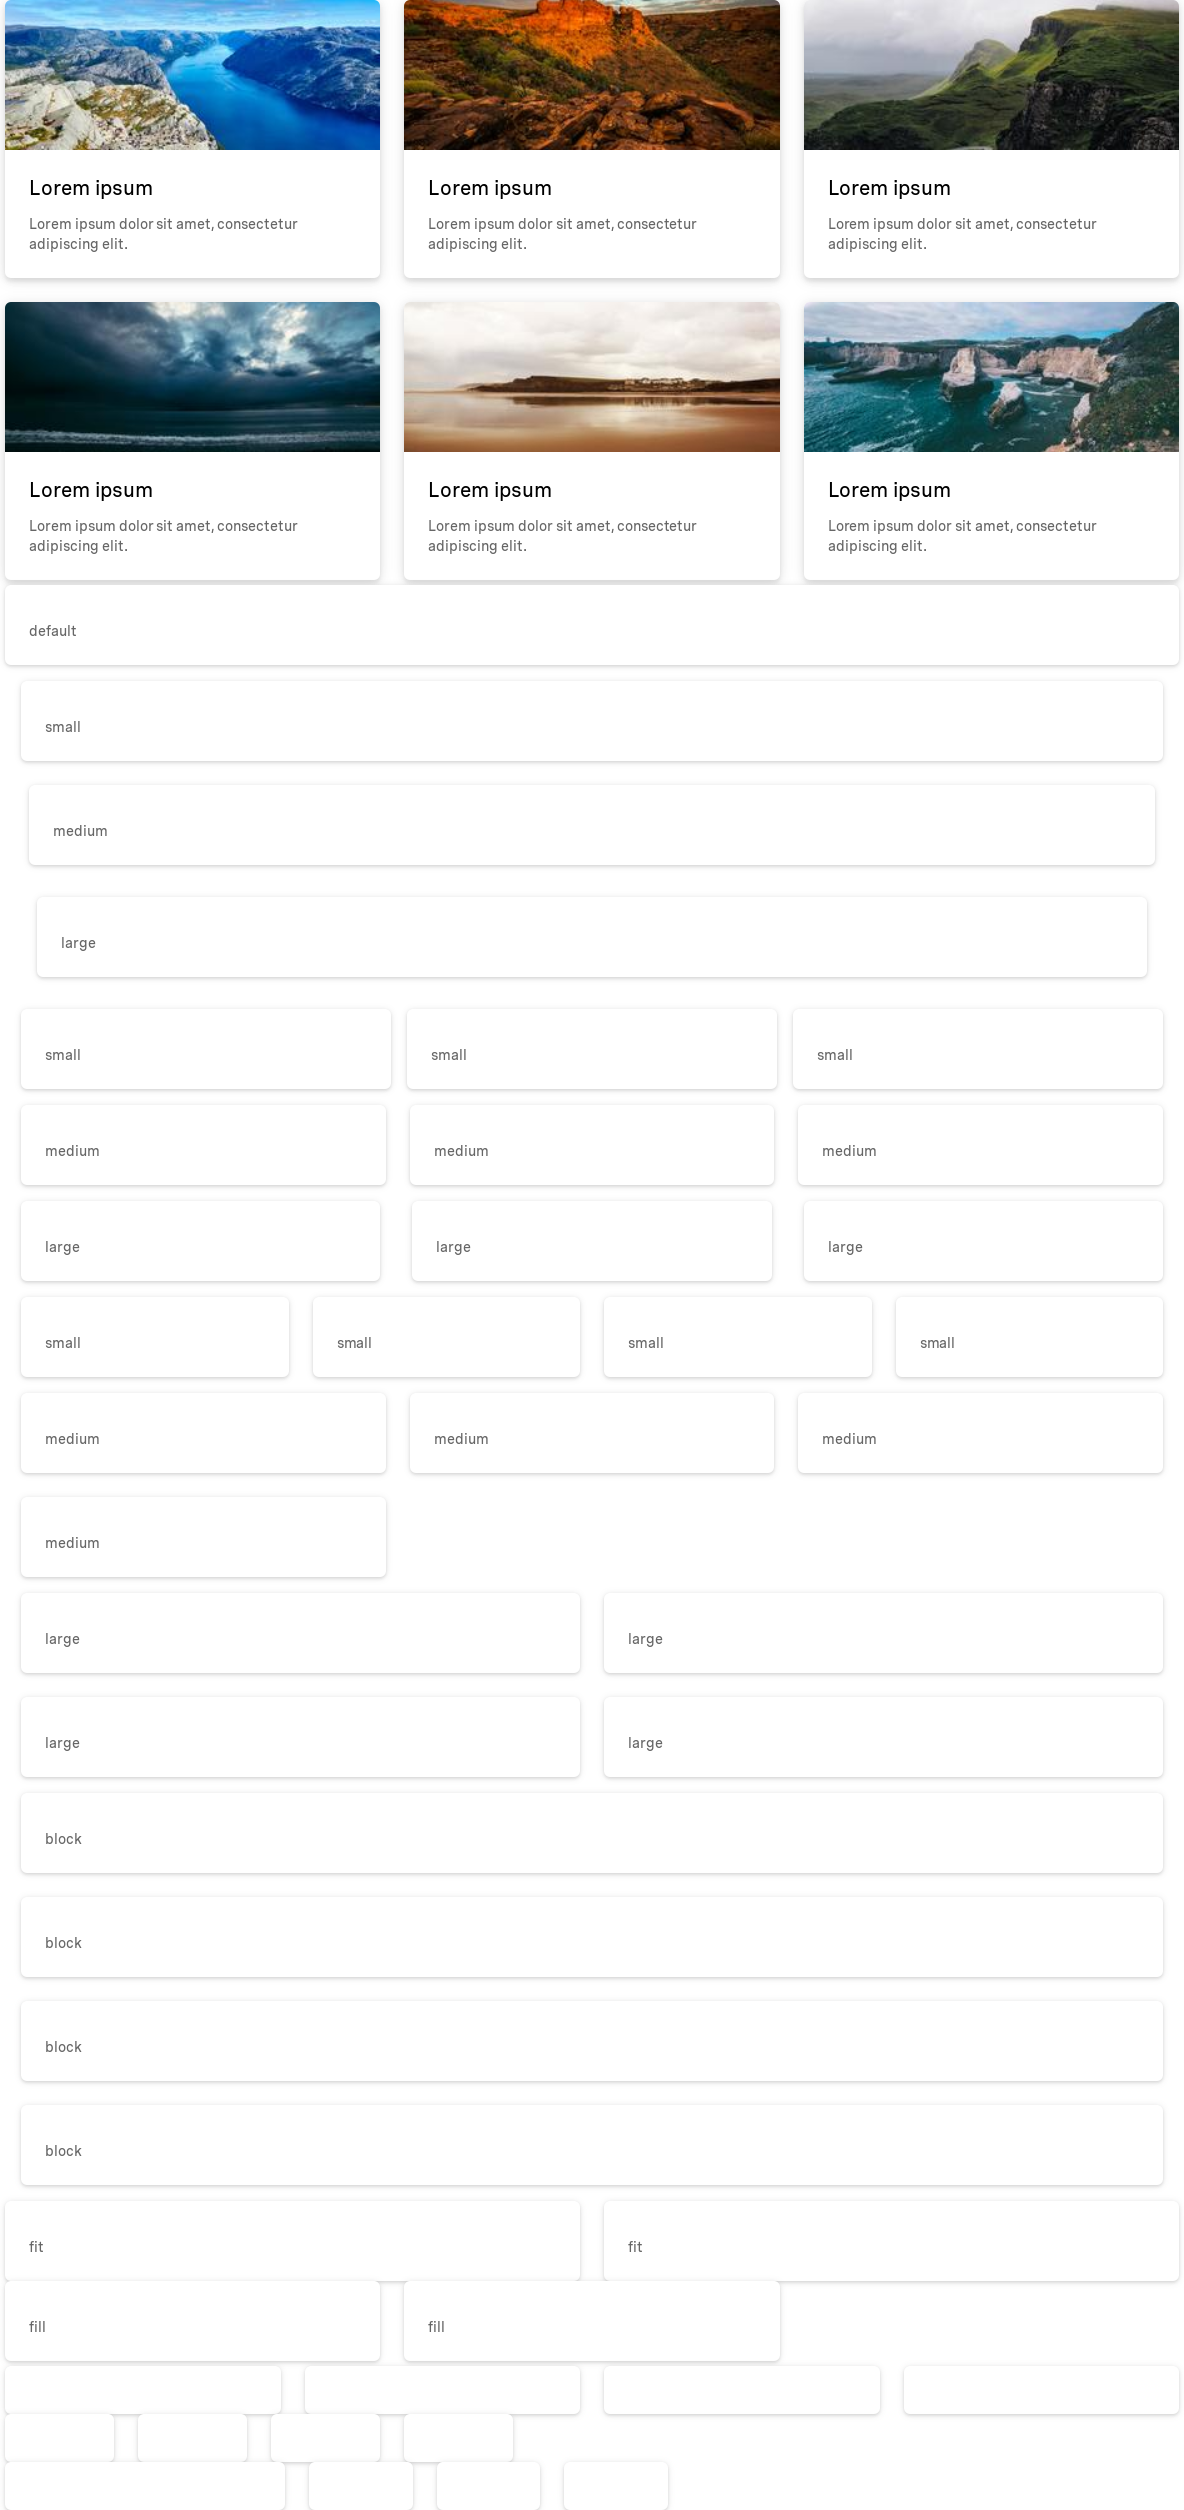 Lorem ipsum
Lorem ipsum dolor sit amet, consectetur
adipiscing elit.
Lorem ipsum
Lorem ipsum dolor sit amet, consectetur
adipiscing elit.
Lorem ipsum
Lorem ipsum dolor sit amet, consectetur
adipiscing elit.
Lorem ipsum
Lorem ipsum dolor sit amet, consectetur
adipiscing elit.
Lorem ipsum
Lorem ipsum dolor sit amet, consectetur
adipiscing elit.
Lorem ipsum
Lorem ipsum dolor sit amet, consectetur
adipiscing elit.
default
small
medium
large
small
small
small
medium
medium
medium
large
large
large
small
small
small
small
medium
medium
medium
medium
large
large
large
large
block
block
block
block
fit
fit
fill
fill